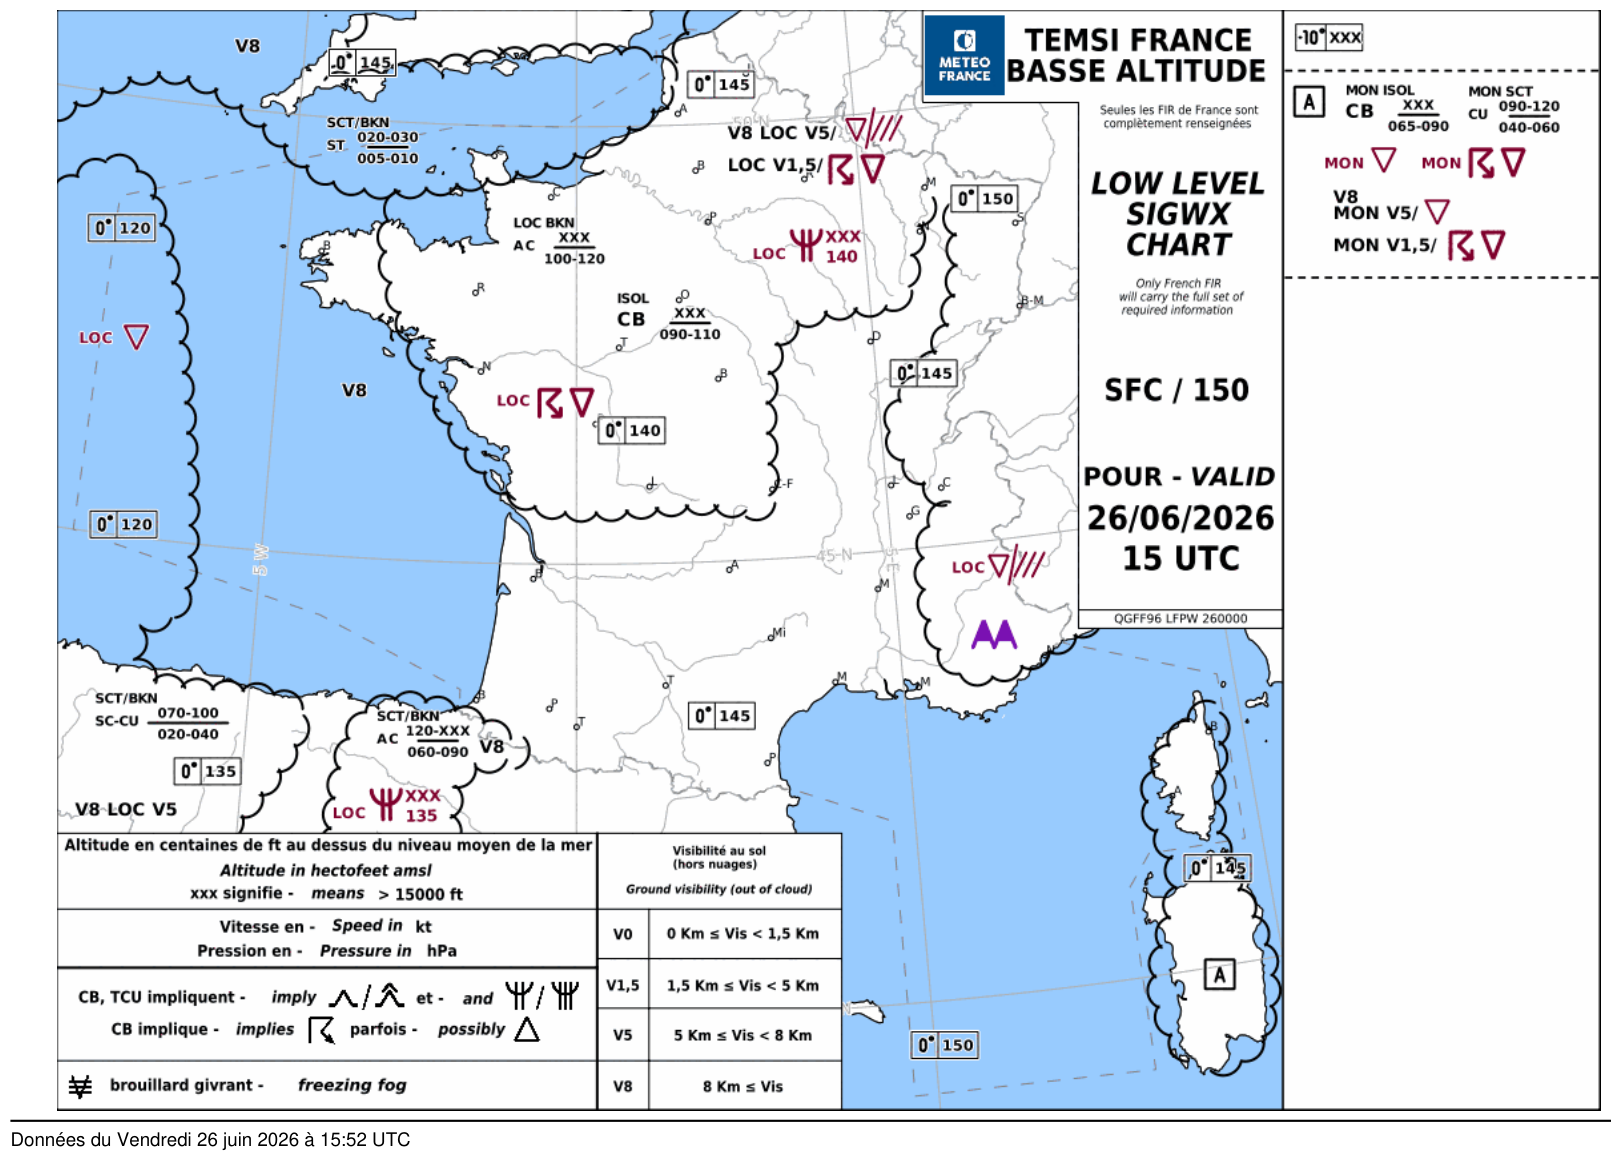 METEO
FRANCE
TEMSI FRANCE
BASSE ALTITUDE
Seules les FIR de France sont
complètement renseignées
LOW LEVEL
SIGWX
CHART
Only French FIR
will carry the full set of
required information
SFC / 150
POUR - VALID
26/06/2026
15 UTC
QGFF96 LFPW 260000
-10° XXX
A
MON ISOL
CB XXX
065-090
MON SCT
CU 090-120
040-060
MON MON
V8
MON V5/
MON V1,5/
V8
0° 145
0° 145
SCT/BKN
ST 020-030
005-010
50 N
V8 LOC V5/
LOC V1,5/
0° 120
0° 150
LOC BKN
AC XXX
100-120
LOC XXX
140
ISOL
CB XXX
090-110
LOC
V8
0° 145
LOC
0° 140
0° 120
5 W
45 N
5 E
LOC
SCT/BKN
SC-CU 070-100
020-040
SCT/BKN
AC 120-XXX
060-090
V8
0° 145
0° 135
V8 LOC V5
LOC XXX
135
0° 145
A
0° 150
A
C
C
B
P
M
S
B
R
O
B-M
T
D
N
B
L
C-F
L
C
G
B
A
M
Mi
N
B
P
T
T
M
M
P
B
A
Altitude en centaines de ft au dessus du niveau moyen de la mer
Altitude in hectofeet amsl
xxx signifie - means > 15000 ft
Vitesse en - Speed in kt
Pression en - Pressure in hPa
CB, TCU impliquent - imply / et - and /
CB implique - implies parfois - possibly
brouillard givrant - freezing fog
Visibilité au sol
(hors nuages)
Ground visibility (out of cloud)
V0 0 Km ≤ Vis < 1,5 Km
V1,5 1,5 Km ≤ Vis < 5 Km
V5 5 Km ≤ Vis < 8 Km
V8 8 Km ≤ Vis
Données du Vendredi 26 juin 2026 à 15:52 UTC